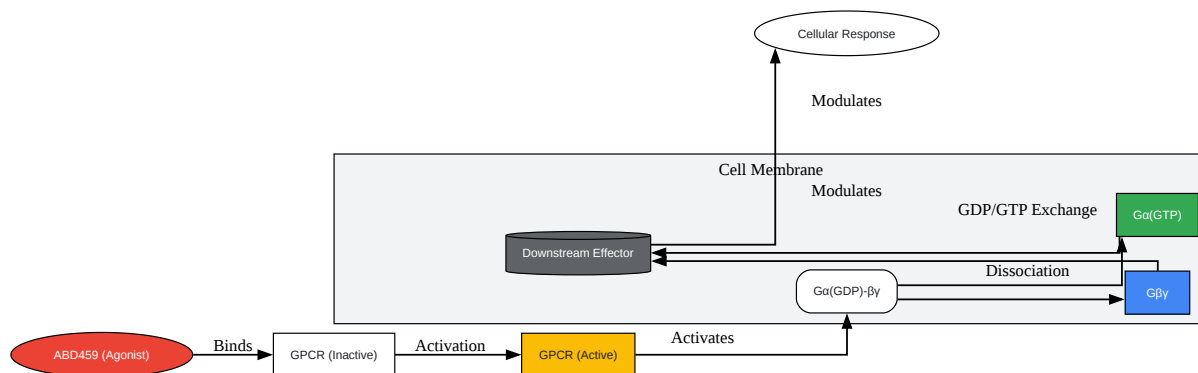 Cellular Response
Modulates
Cell Membrane
Modulates
GDP/GTP Exchange
Gα(GTP)
Downstream Effector
Dissociation
Gα(GDP)-βγ
Gβγ
ABD459 (Agonist)
Binds
GPCR (Inactive)
Activation
GPCR (Active)
Activates